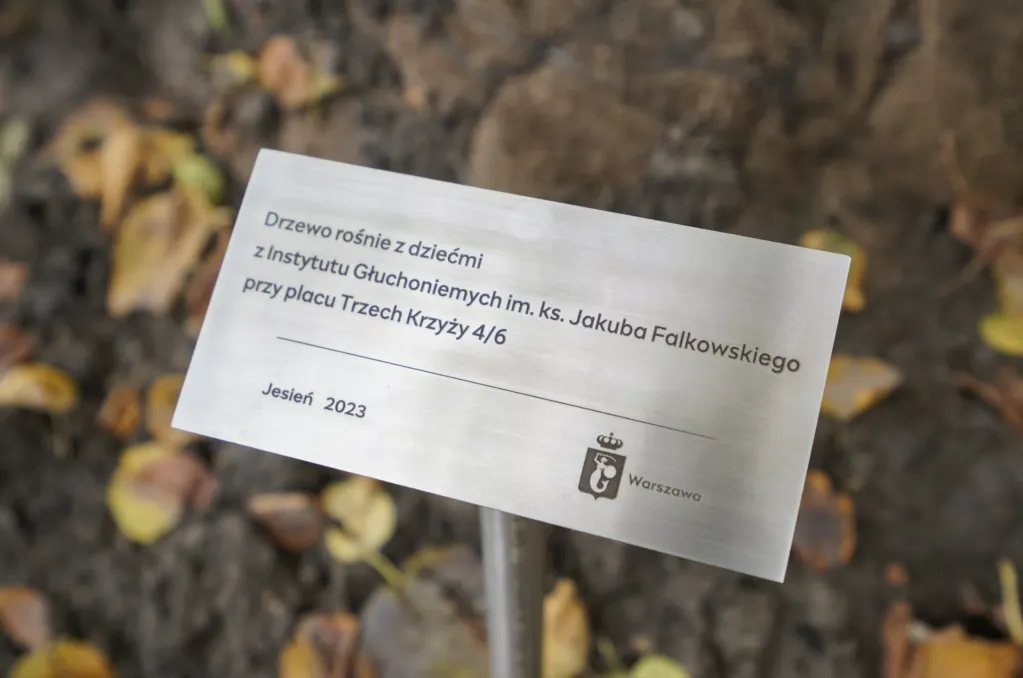 Drzewo rośnie z dziećmi
z Instytutu Głuchoniemych im. ks. Jakuba Falkowskiego
przy placu Trzech Krzyży 4/6
Jesień 2023
Warszawa